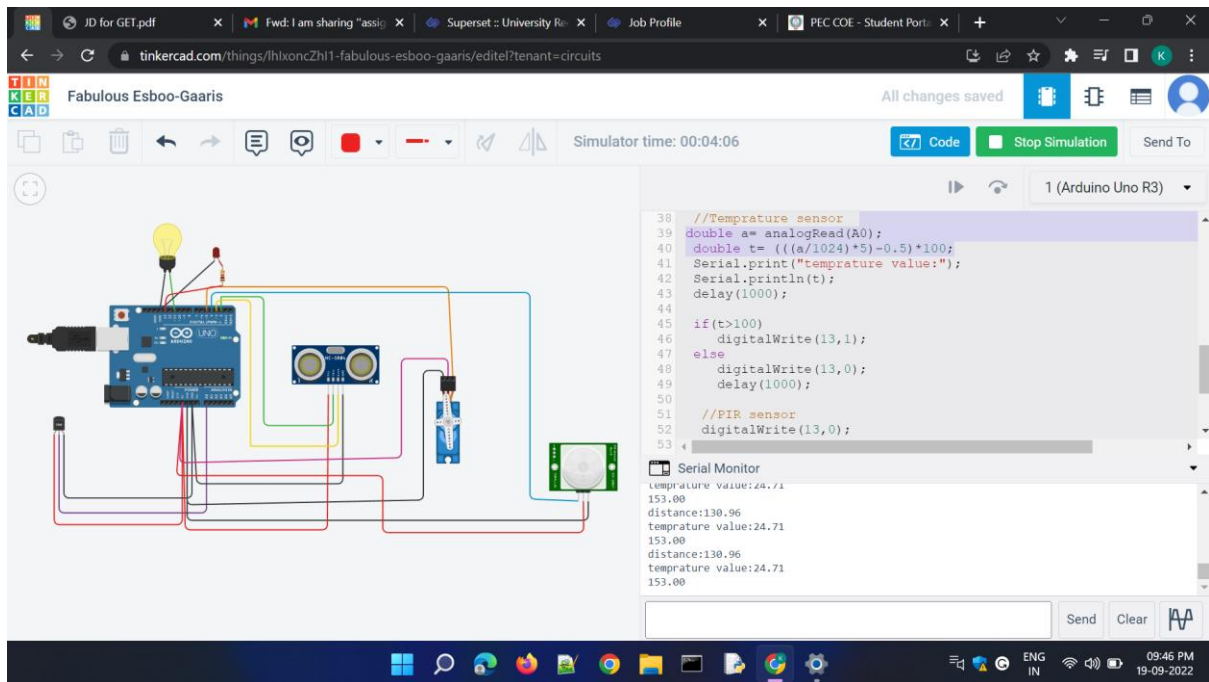 JD for GET.pdf
Fwd: I am sharing "assig
Superset :: University Re
Job Profile
PEC COE - Student Porta
tinkercad.com/things/lhIxoncZhI1-fabulous-esboo-gaaris/editel?tenant=circuits
TIN
KER
CAD
Fabulous Esboo-Gaaris
All changes saved
Simulator time: 00:04:06
Code
Stop Simulation
Send To
1 (Arduino Uno R3)
38 //Temprature sensor
39 double a= analogRead(A0);
40 double t= (((a/1024)*5)-0.5)*100;
41 Serial.print("temprature value:");
42 Serial.println(t);
43 delay(1000);
44
45 if(t>100)
46 digitalWrite(13,1);
47 else
48 digitalWrite(13,0);
49 delay(1000);
50
51 //PIR sensor
52 digitalWrite(13,0);
53
UNO
ARDUINO
Serial Monitor
temprature value:24.71
153.00
distance:130.96
temprature value:24.71
153.00
distance:130.96
temprature value:24.71
153.00
Send
Clear
ENG
IN
09:46 PM
19-09-2022